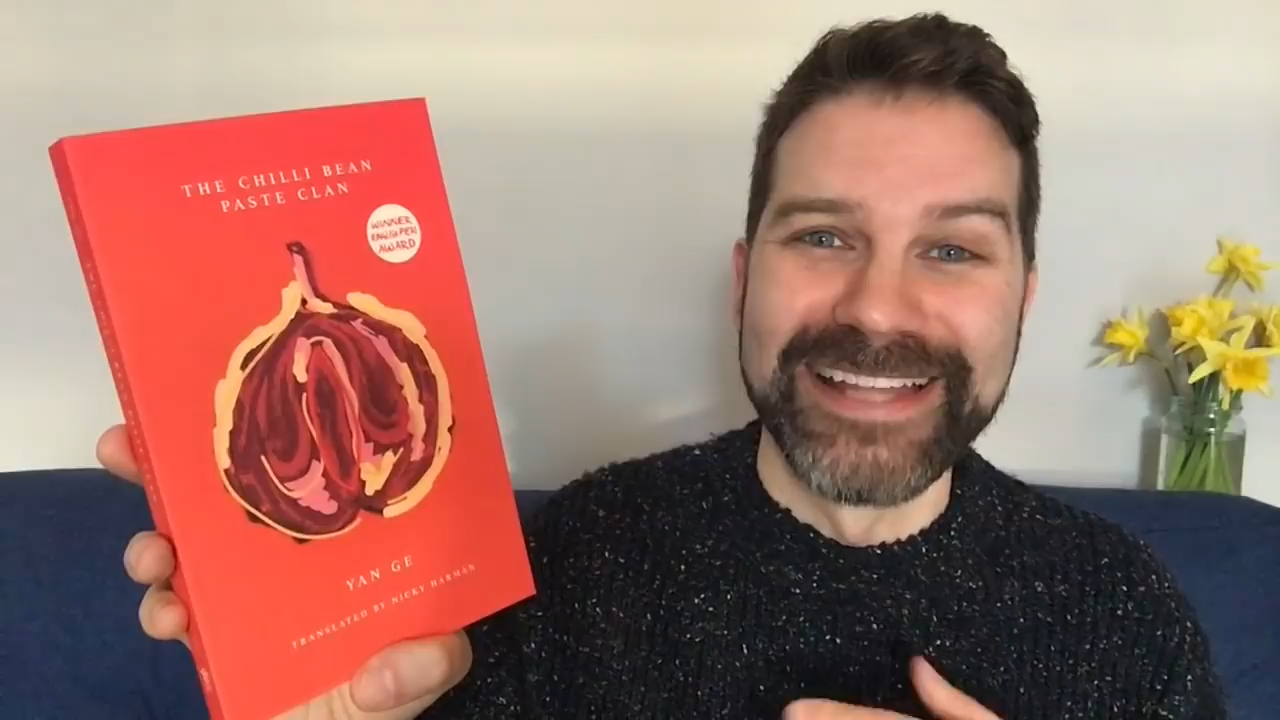 THE CHILLI BEAN
PASTE CLAN
WINNER
ENGLISH PEN
AWARD
YAN GE
TRANSLATED BY NICKY HARMAN